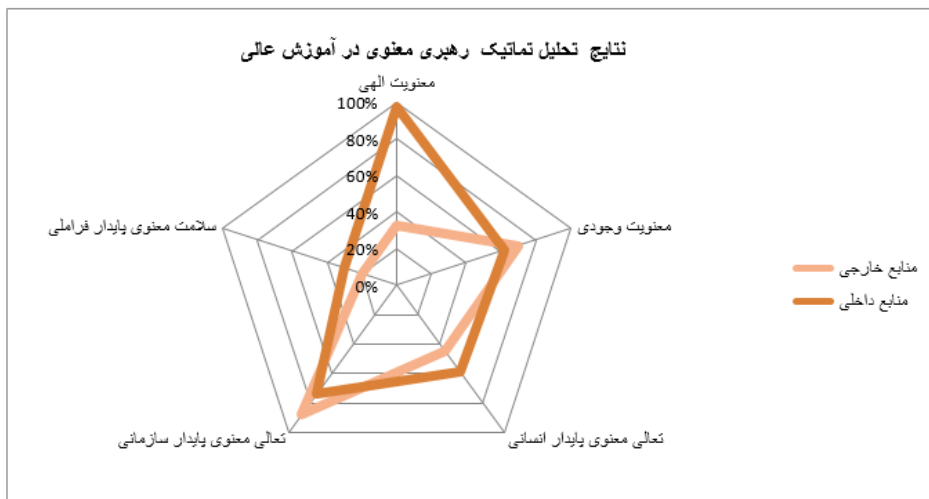 نتایج تحلیل تماتیک رهبری معنوی در آموزش عالی
معنویت الهی
100%
80%
60%
40%
20%
0%
معنویت وجودی
تعالی معنوی پایدار انسانی
تعالی معنوی پایدار سازمانی
سلامت معنوی پایدار فراملی
منابع خارجی
منابع داخلی